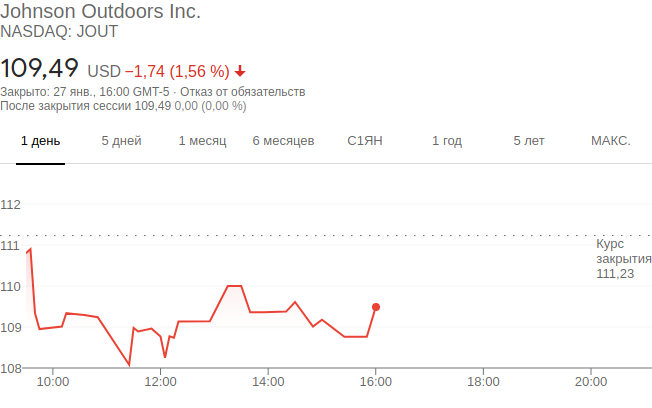 Johnson Outdoors Inc.
NASDAQ: JOUT
109,49 USD −1,74 (1,56 %)
Закрыто: 27 янв., 16:00 GMT-5 · Отказ от обязательств
После закрытия сессии 109,49 0,00 (0,00 %)
1 день 5 дней 1 месяц 6 месяцев С1ЯН 1 год 5 лет МАКС.
112
111
110
109
108
Курс
закрытия
111,23
10:00 12:00 14:00 16:00 18:00 20:00